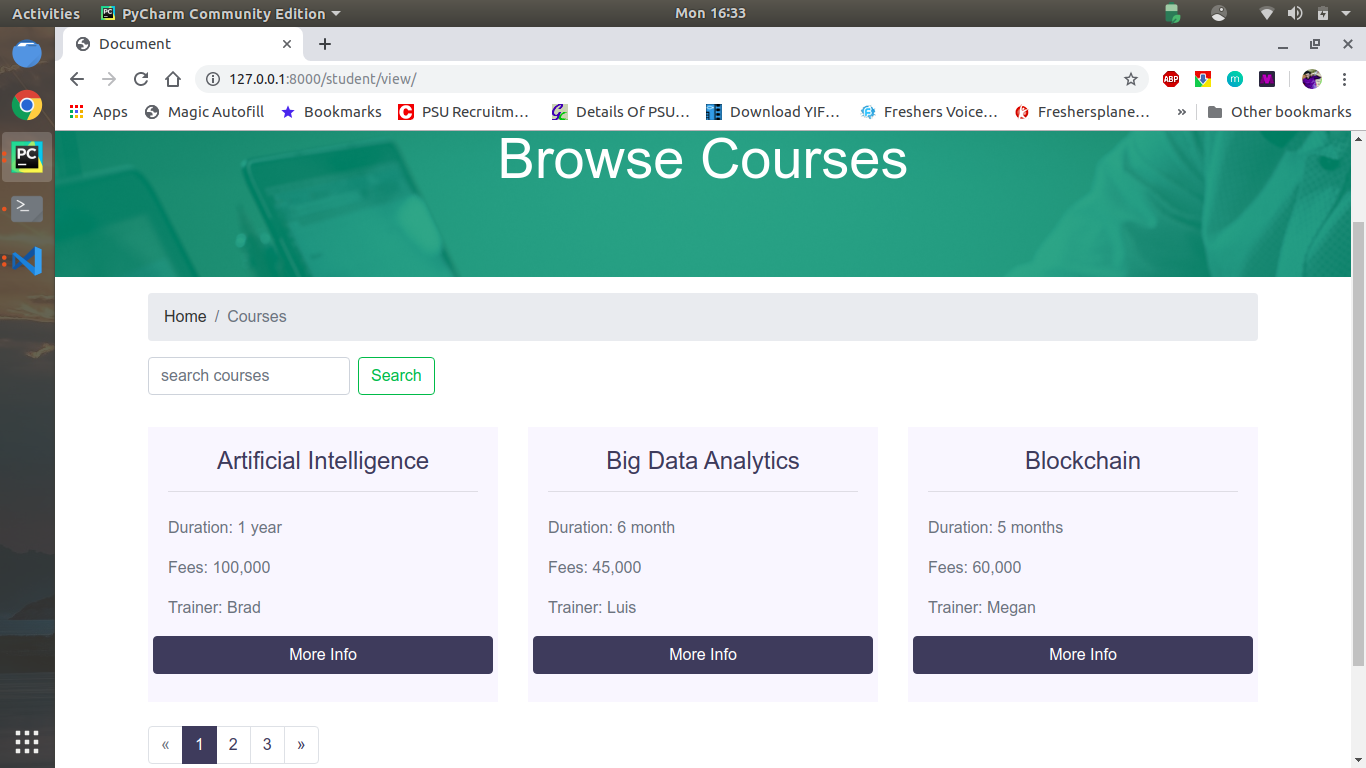 Activities PyCharm Community Edition Mon 16:33
Document
127.0.0.1:8000/student/view/ ABP m
Apps Magic Autofill Bookmarks PSU Recruitm… Details Of PSU… Download YIF… Freshers Voice… Freshersplane… » Other bookmarks
PC
Browse Courses
Home / Courses
search courses Search
Artificial Intelligence Big Data Analytics Blockchain
Duration: 1 year Duration: 6 month Duration: 5 months
Fees: 100,000 Fees: 45,000 Fees: 60,000
Trainer: Brad Trainer: Luis Trainer: Megan
More Info More Info More Info
« 1 2 3 »